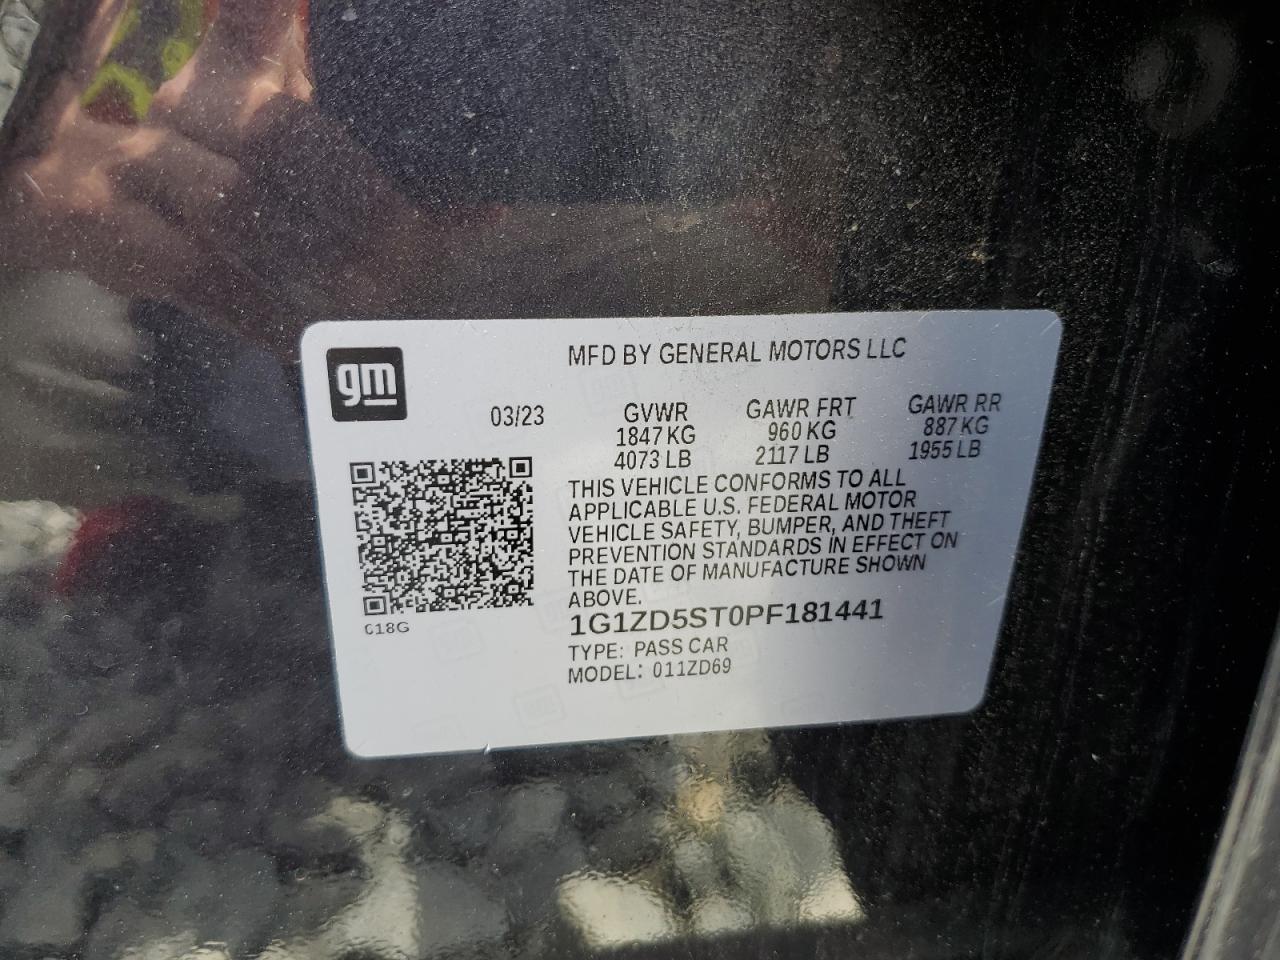 gm
MFD BY GENERAL MOTORS LLC
03/23 GVWR GAWR FRT GAWR RR
1847 KG 960 KG 887 KG
4073 LB 2117 LB 1955 LB
THIS VEHICLE CONFORMS TO ALL
APPLICABLE U.S. FEDERAL MOTOR
VEHICLE SAFETY, BUMPER, AND THEFT
PREVENTION STANDARDS IN EFFECT ON
THE DATE OF MANUFACTURE SHOWN
ABOVE.
018G
1G1ZD5ST0PF181441
TYPE: PASS CAR
MODEL: 011ZD69